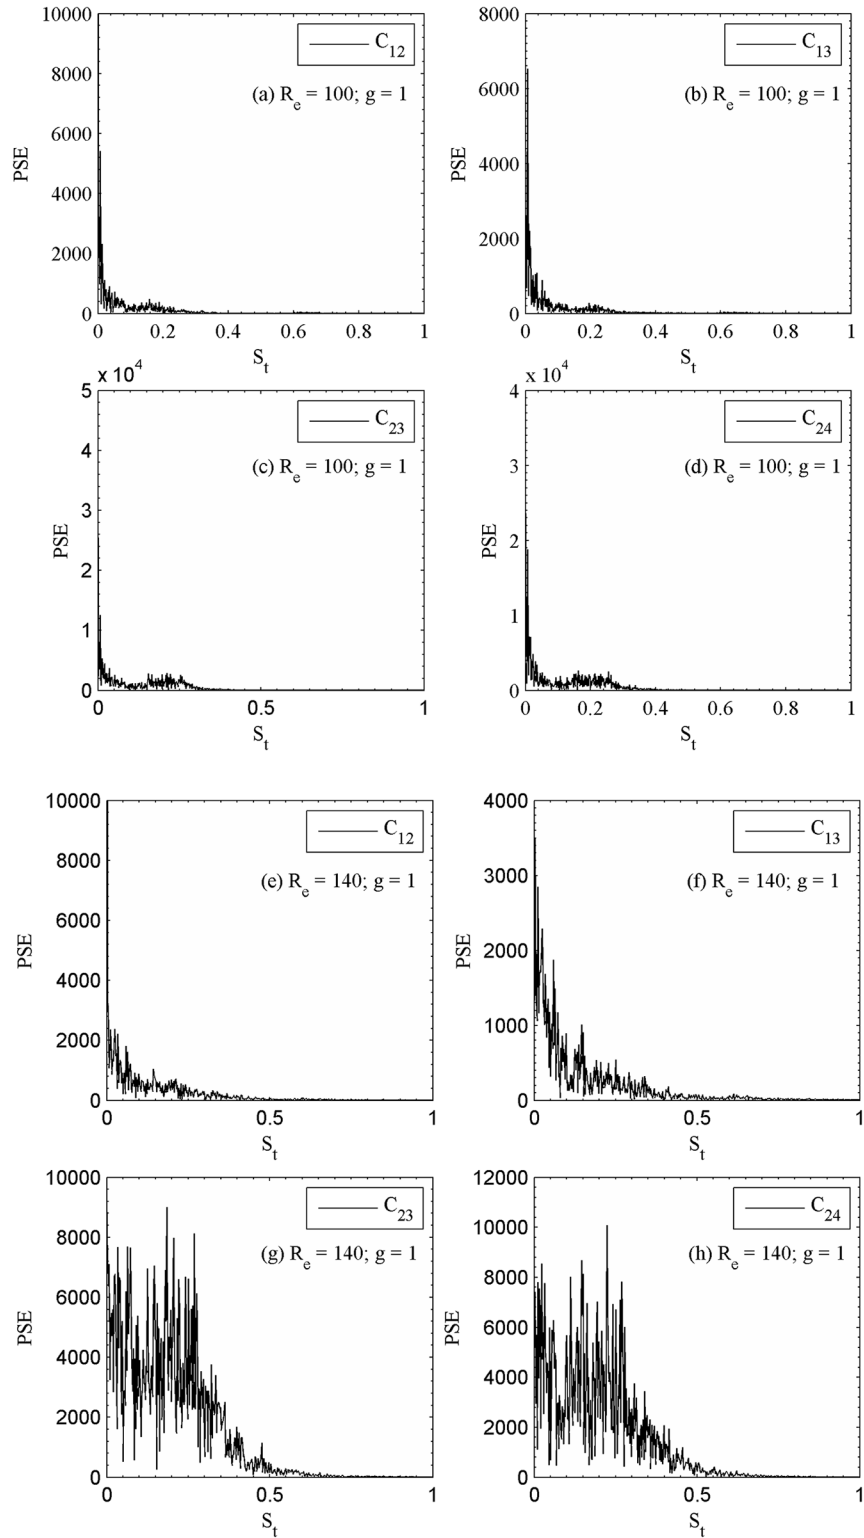 10000
8000
6000
4000
2000
0
PSE
C12
(a) Re = 100; g = 1
0 0.2 0.4 0.6 0.8 1
St
8000
6000
4000
2000
0
PSE
C13
(b) Re = 100; g = 1
0 0.2 0.4 0.6 0.8 1
St
x 10^4
5
4
3
2
1
0
PSE
C23
(c) Re = 100; g = 1
0 0.5 1
St
x 10^4
4
3
2
1
0
PSE
C24
(d) Re = 100; g = 1
0 0.2 0.4 0.6 0.8 1
St
10000
8000
6000
4000
2000
0
PSE
C12
(e) Re = 140; g = 1
0 0.5 1
St
4000
3000
2000
1000
0
PSE
C13
(f) Re = 140; g = 1
0 0.5 1
St
10000
8000
6000
4000
2000
0
PSE
C23
(g) Re = 140; g = 1
0 0.5 1
St
12000
10000
8000
6000
4000
2000
0
PSE
C24
(h) Re = 140; g = 1
0 0.5 1
St